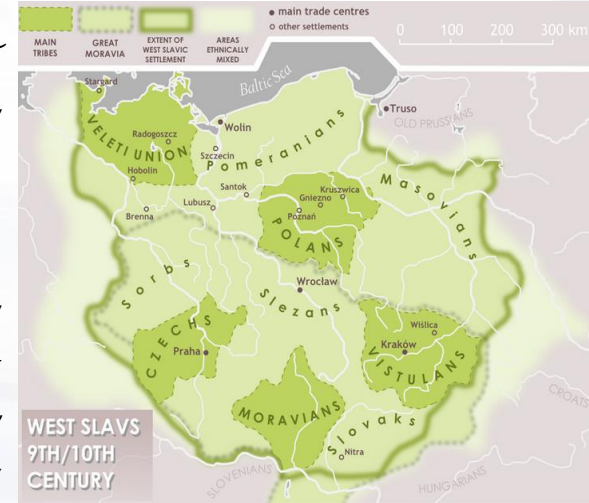 MAIN
TRIBES
GREAT
MORAVIA
EXTENT OF
WEST SLAVIC
SETTLEMENT
AREAS
ETHNICALLY
MIXED
main trade centres
other settlements
0 100 200 300 km
Baltic Sea
Stargard
Truso
OLD PRUSSIANS
Wolin
VELETI UNION
Radogoszcz
Szczecin
Pomeranians
Hobolin
Santok
Kruszwica
Gniezno
Masovians
Brenna
Lubusz
Poznań
POLANS
Sorbs
Wrocław
Slezans
CZECHS
Praha
Wiślica
Kraków
VISTULANS
MORAVIANS
Slovaks
Nitra
CROATS
SLOVENIANS
HUNGARIANS
WEST SLAVS
9TH/10TH
CENTURY